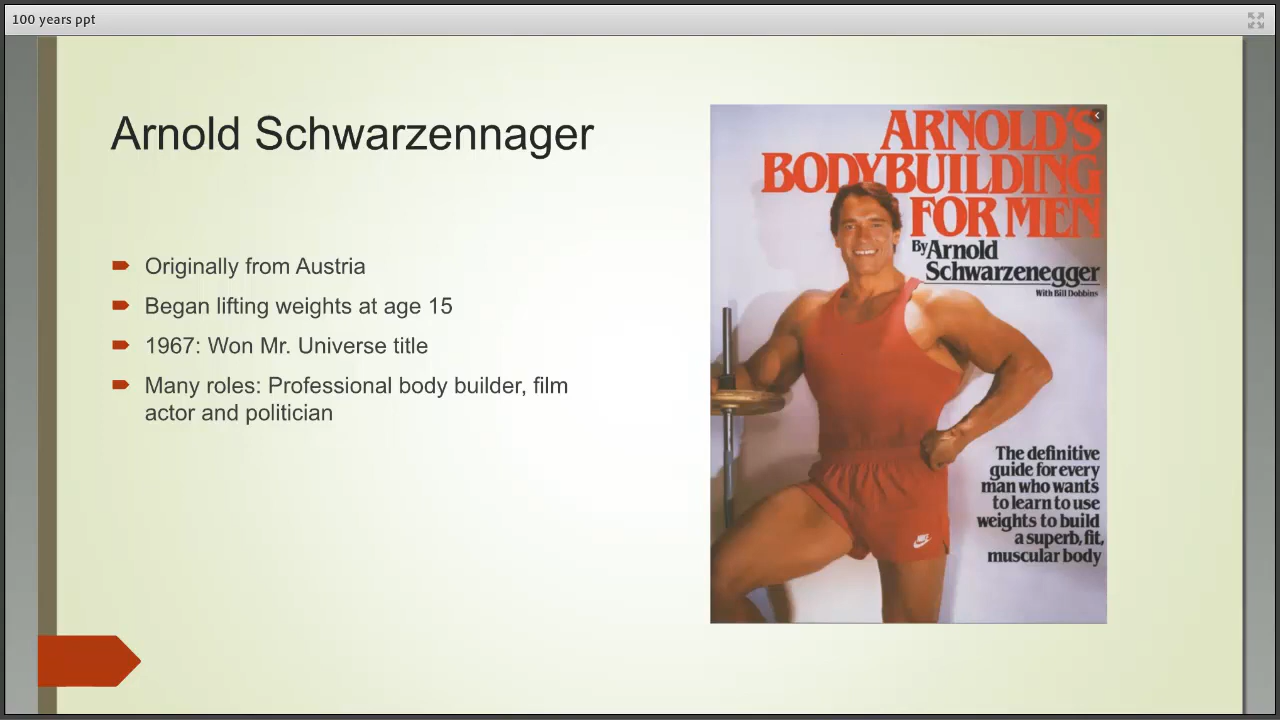 100 years ppt
Arnold Schwarzennager
Originally from Austria
Began lifting weights at age 15
1967: Won Mr. Universe title
Many roles: Professional body builder, film
actor and politician
ARNOLD'S
BODYBUILDING
FOR MEN
By Arnold
Schwarzenegger
With Bill Dobbins
The definitive
guide for every
man who wants
to learn to use
weights to build
a superb, fit,
muscular body